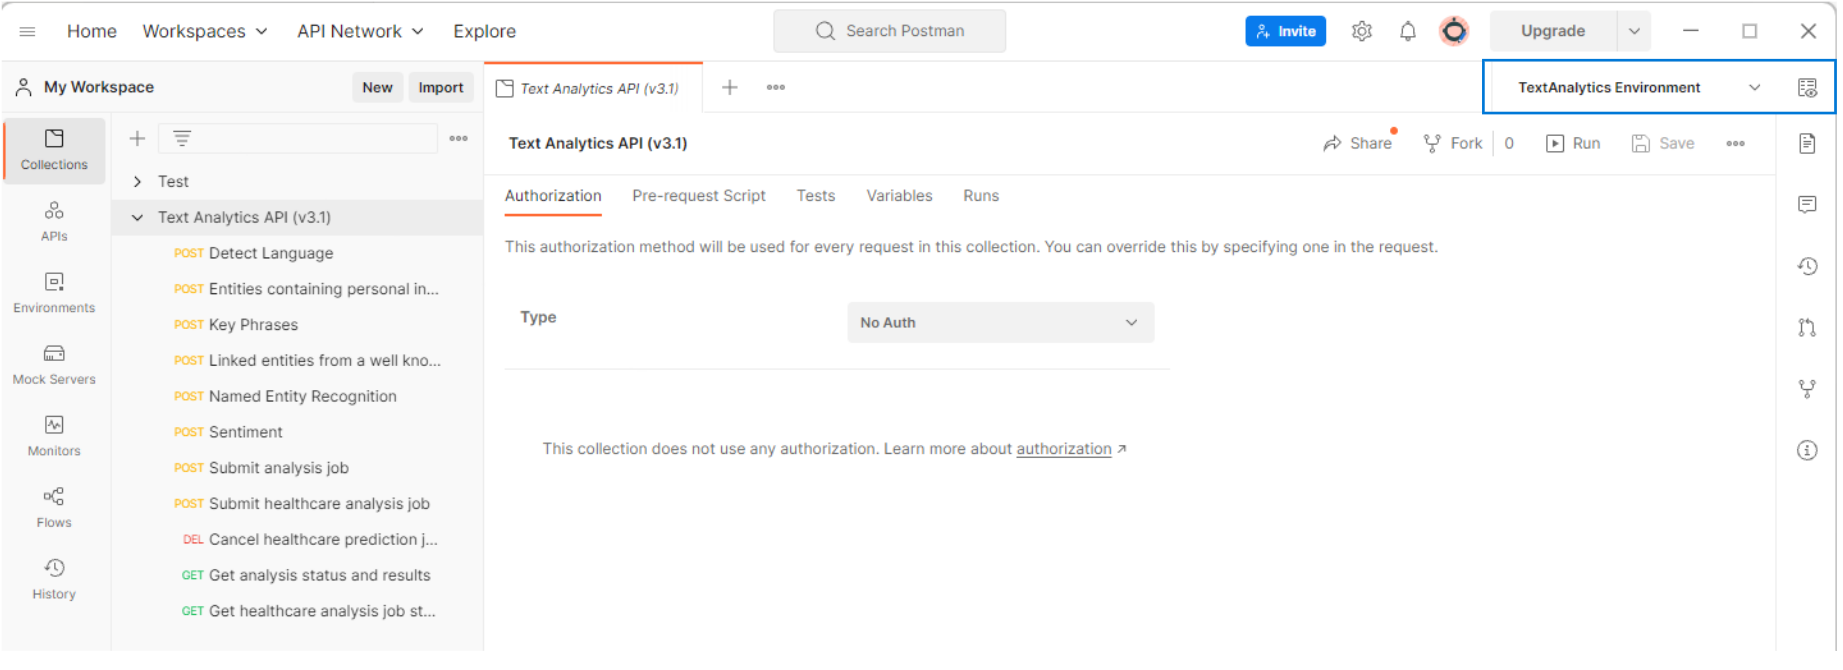 Home Workspaces API Network Explore Search Postman Invite Upgrade
My Workspace New Import Text Analytics API (v3.1) TextAnalytics Environment
Collections
APIs
Environments
Mock Servers
Monitors
Flows
History
Test
Text Analytics API (v3.1)
POST Detect Language
POST Entities containing personal in...
POST Key Phrases
POST Linked entities from a well kno...
POST Named Entity Recognition
POST Sentiment
POST Submit analysis job
POST Submit healthcare analysis job
DEL Cancel healthcare prediction j...
GET Get analysis status and results
GET Get healthcare analysis job st...
Text Analytics API (v3.1) Share Fork 0 Run Save
Authorization Pre-request Script Tests Variables Runs
This authorization method will be used for every request in this collection. You can override this by specifying one in the request.
Type No Auth
This collection does not use any authorization. Learn more about authorization ↗